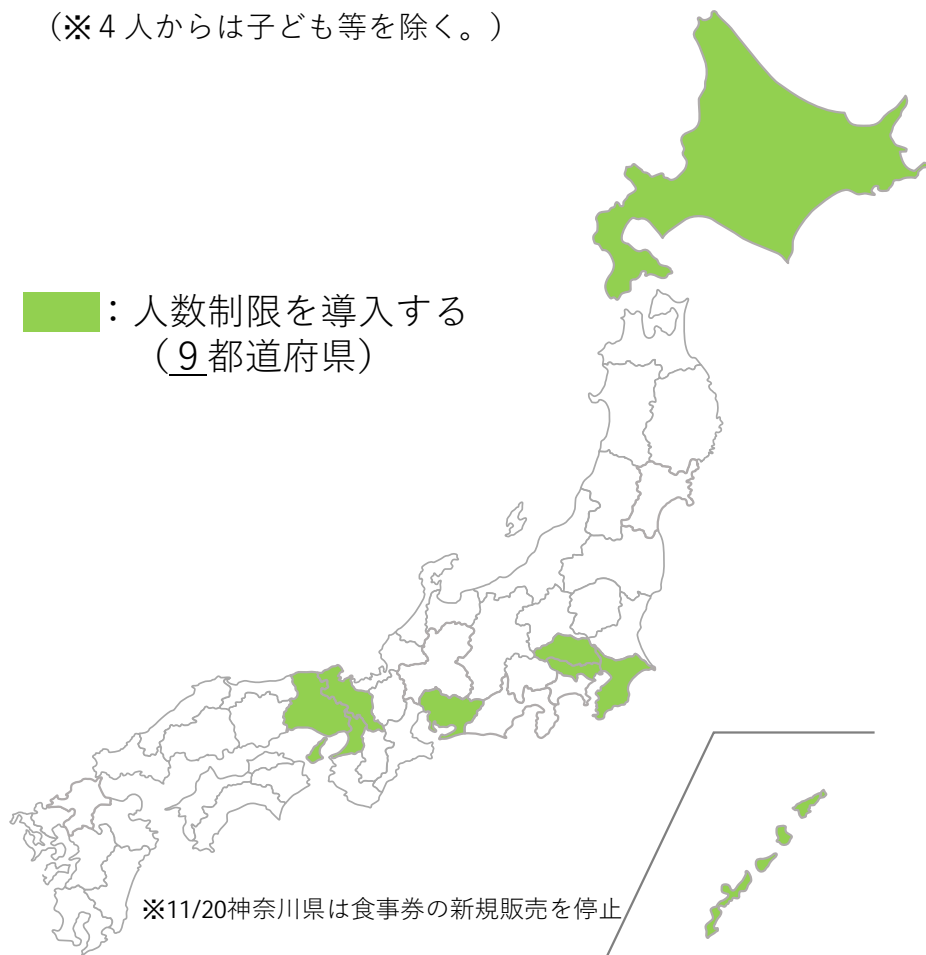 （※４人からは子ども等を除く。）
：人数制限を導入する
（９都道府県）
※11/20神奈川県は食事券の新規販売を停止